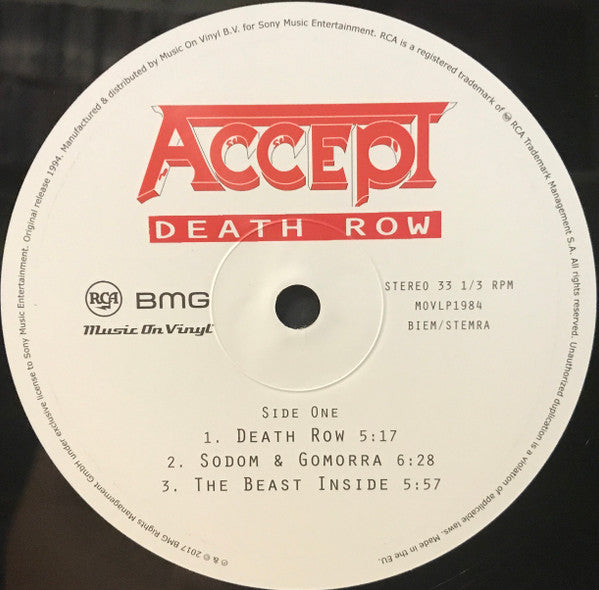 ACCEPT
DEATH ROW
RCA BMG
Music On Vinyl
STEREO 33 1/3 RPM
MOVLP1984
BIEM/STEMRA
SIDE ONE
1. DEATH ROW 5:17
2. SODOM & GOMORRA 6:28
3. THE BEAST INSIDE 5:57
℗ & © 2017 BMG Rights Management GmbH under exclusive license to Sony Music Entertainment. Original release 1994. Manufactured & distributed by Music On Vinyl B.V. for Sony Music Entertainment. RCA is a registered trademark of RCA Trademark Management S.A. All rights reserved. Unauthorized duplication is a violation of applicable laws. Made in the EU.